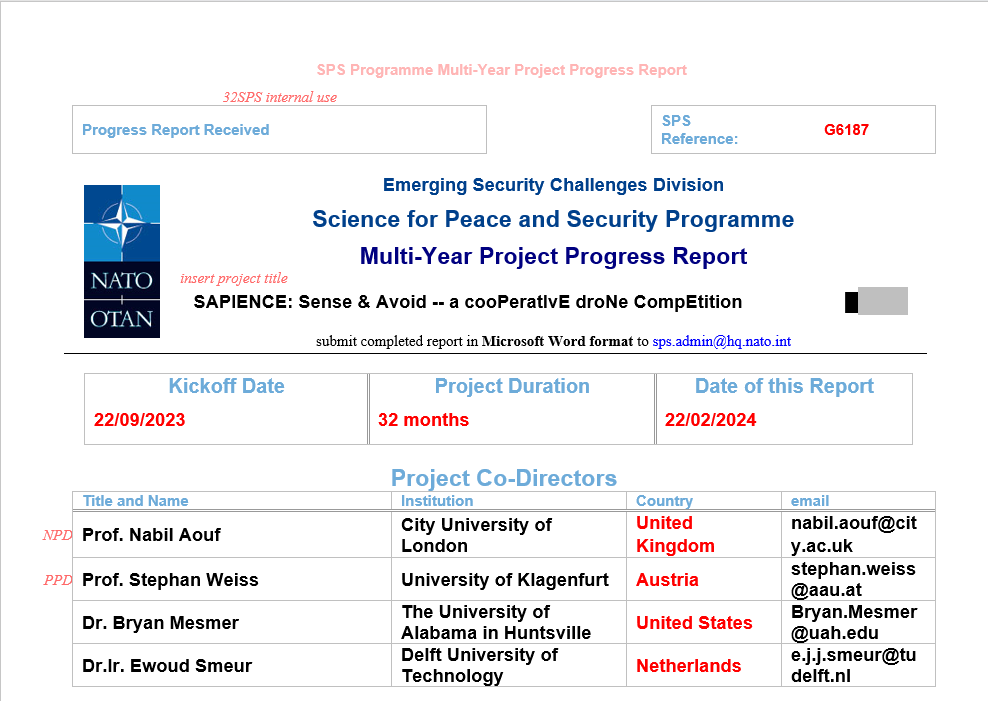 SPS Programme Multi-Year Project Progress Report
32SPS internal use
Progress Report Received
SPS
Reference:
G6187
Emerging Security Challenges Division
Science for Peace and Security Programme
Multi-Year Project Progress Report
NATO
OTAN
insert project title
SAPIENCE: Sense & Avoid -- a cooPeratIvE droNe CompEtition
submit completed report in Microsoft Word format to sps.admin@hq.nato.int
Kickoff Date
Project Duration
Date of this Report
22/09/2023
32 months
22/02/2024
Project Co-Directors
Title and Name
Institution
Country
email
NPD
Prof. Nabil Aouf
City University of
London
United
Kingdom
nabil.aouf@cit
y.ac.uk
PPD
Prof. Stephan Weiss
University of Klagenfurt
Austria
stephan.weiss
@aau.at
Dr. Bryan Mesmer
The University of
Alabama in Huntsville
United States
Bryan.Mesmer
@uah.edu
Dr.Ir. Ewoud Smeur
Delft University of
Technology
Netherlands
e.j.j.smeur@tu
delft.nl